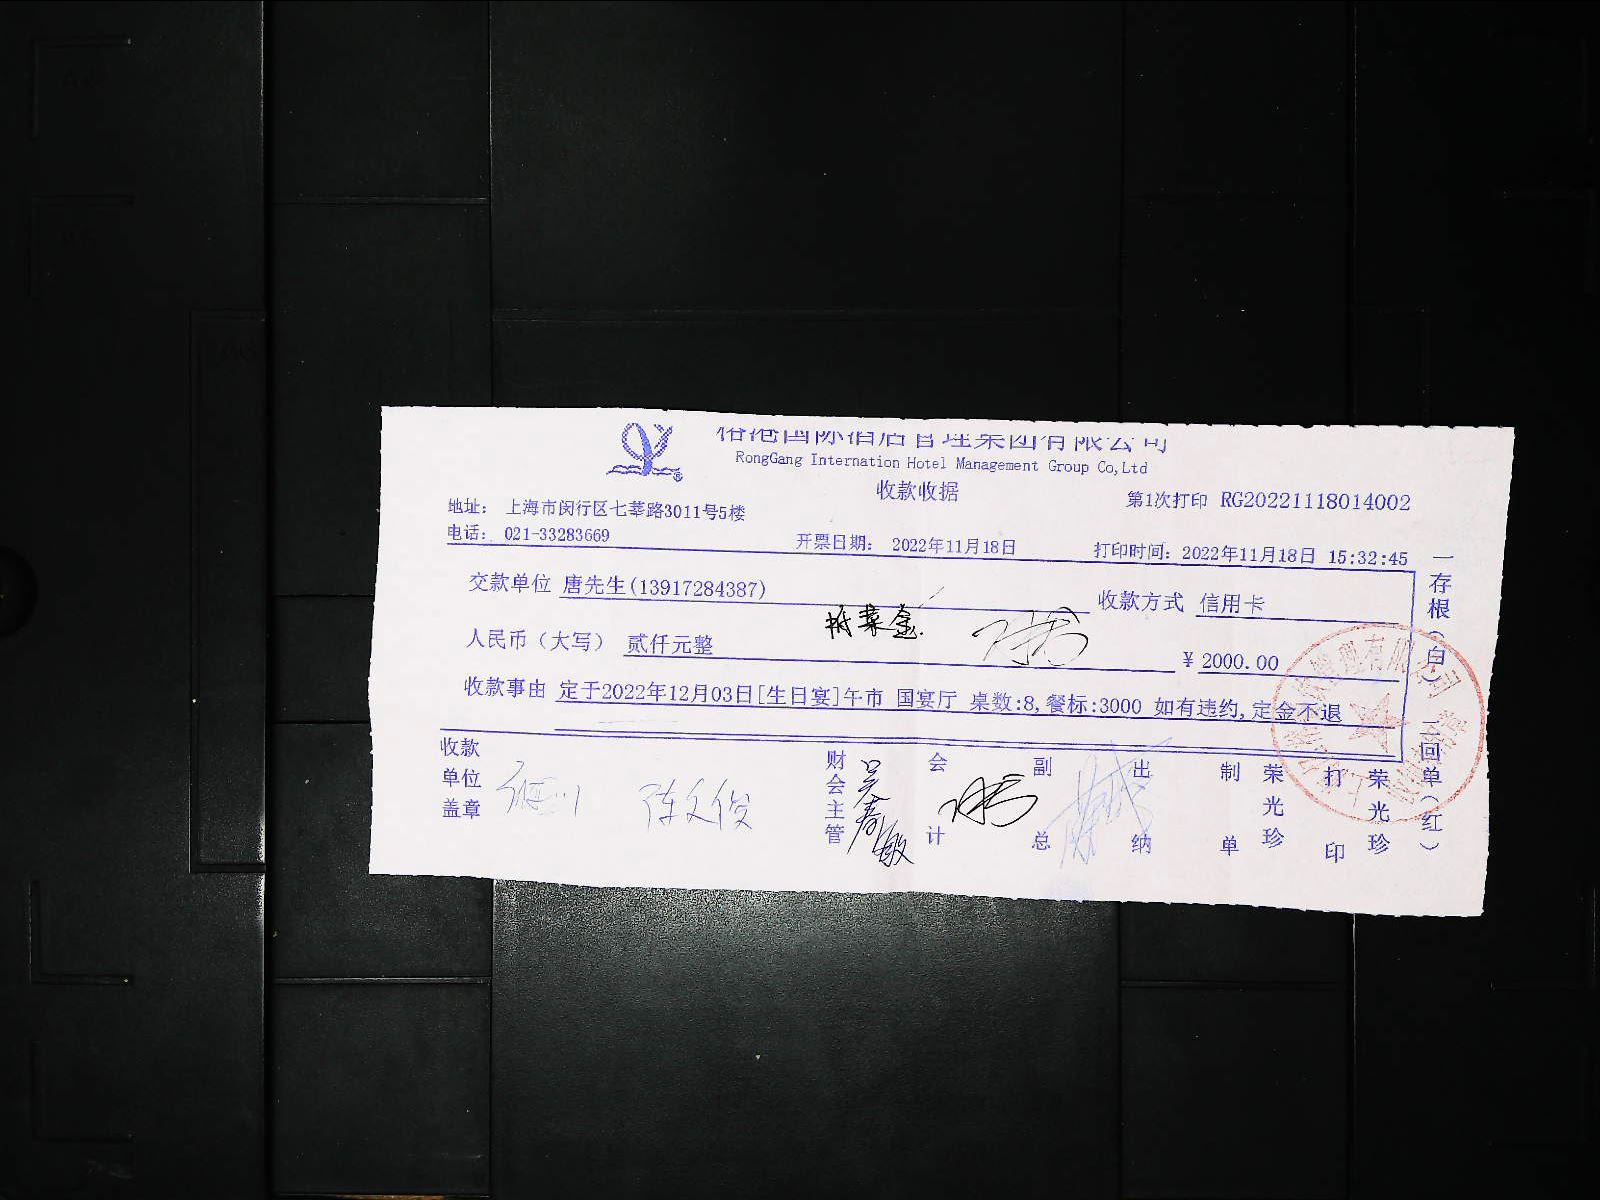 国际酒店管理集团有限公司
RongGang Internation Hotel Management Group Co,Ltd
收款收据
第1次打印 RG20221118014002
地址： 上海市闵行区七莘路3011号5楼
电话： 021-33283669
开票日期： 2022年11月18日
打印时间：2022年11月18日 15:32:45
交款单位 唐先生(13917284387)
收款方式 信用卡
人民币（大写） 贰仟元整
¥ 2000.00
收款事由 定于2022年12月03日[生日宴]午市 国宴厅 桌数:8,餐标:3000 如有违约,定金不退
一存根（白） 二回单（红）
收款单位盖章 陈文俊
财会主管 吴春敏
会计
副总
出纳
制单 荣光珍
打印 荣光珍